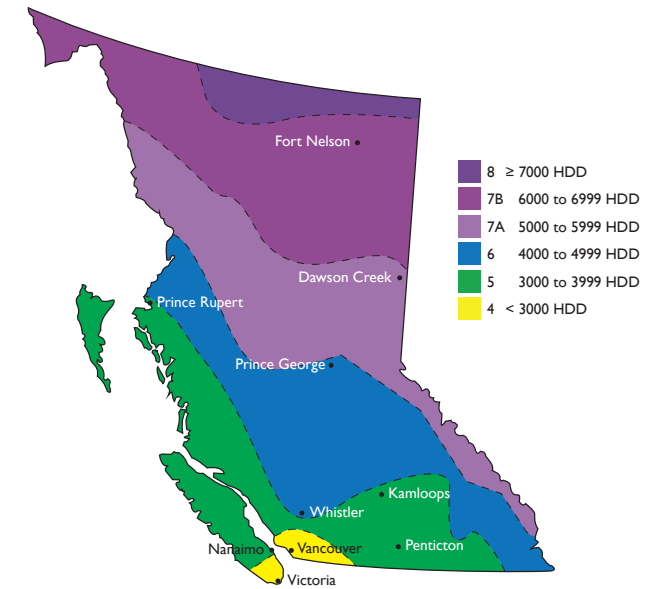 Fort Nelson
8 ≥ 7000 HDD
7B 6000 to 6999 HDD
7A 5000 to 5999 HDD
6 4000 to 4999 HDD
5 3000 to 3999 HDD
4 < 3000 HDD
Dawson Creek
Prince Rupert
Prince George
Kamloops
Whistler
Nanaimo
Vancouver
Penticton
Victoria